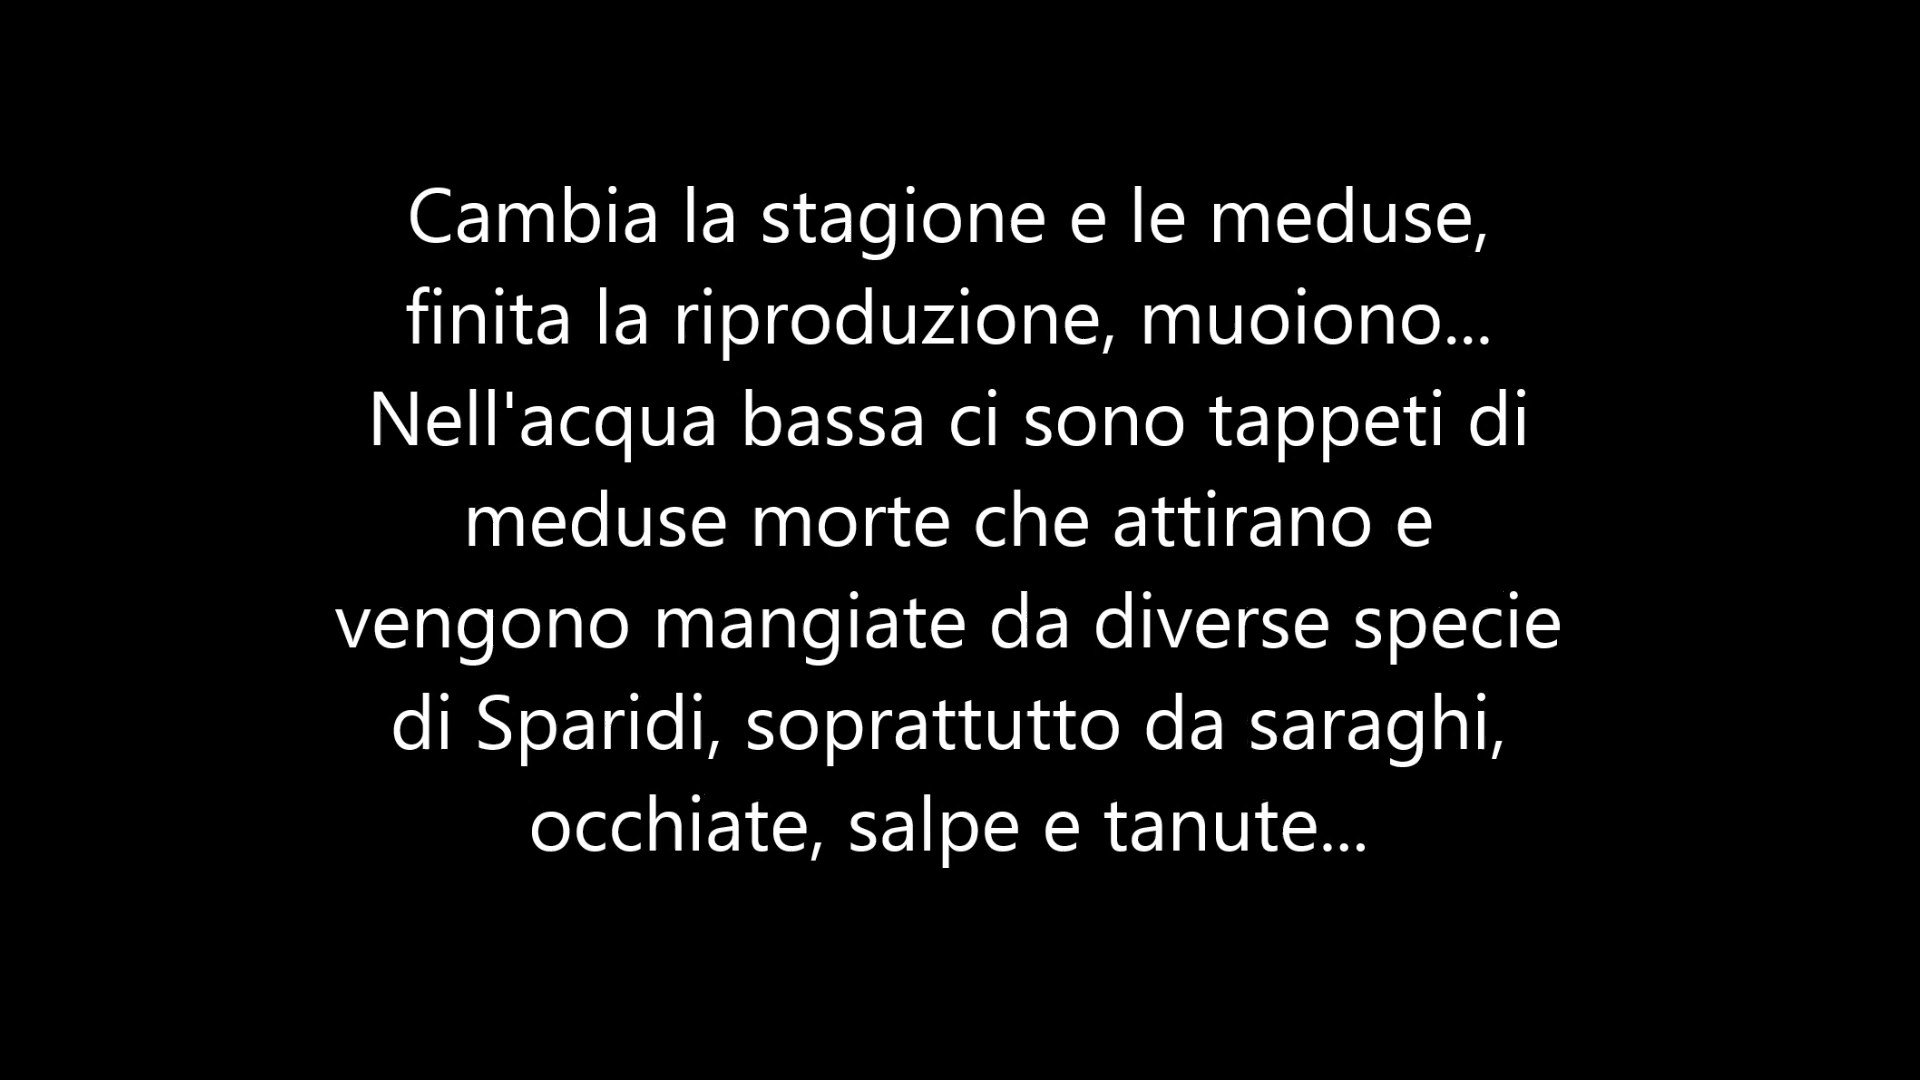 Cambia la stagione e le meduse,
finita la riproduzione, muoiono...
Nell'acqua bassa ci sono tappeti di
meduse morte che attirano e
vengono mangiate da diverse specie
di Sparidi, soprattutto da saraghi,
occhiate, salpe e tanute...